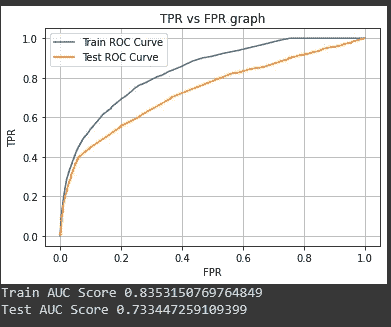 TPR vs FPR graph
Train ROC Curve
Test ROC Curve
1.0
0.8
0.6
0.4
0.2
0.0
TPR
0.0 0.2 0.4 0.6 0.8 1.0
FPR
Train AUC Score 0.8353150769764849
Test AUC Score 0.733447259109399